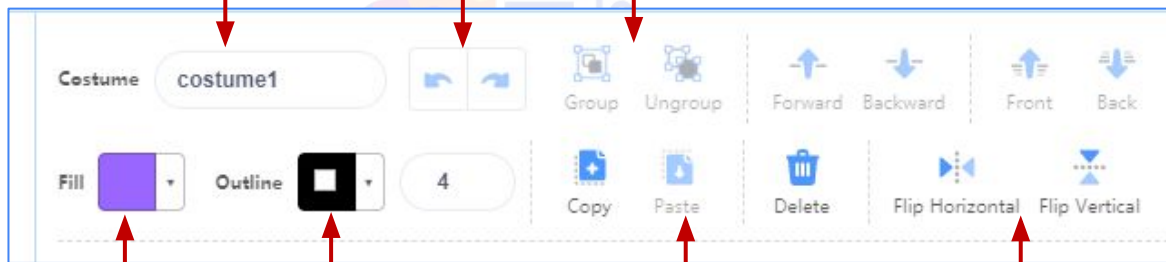 Costume costume1
Group Ungroup Forward Backward Front Back
Fill Outline 4
Copy Paste Delete Flip Horizontal Flip Vertical